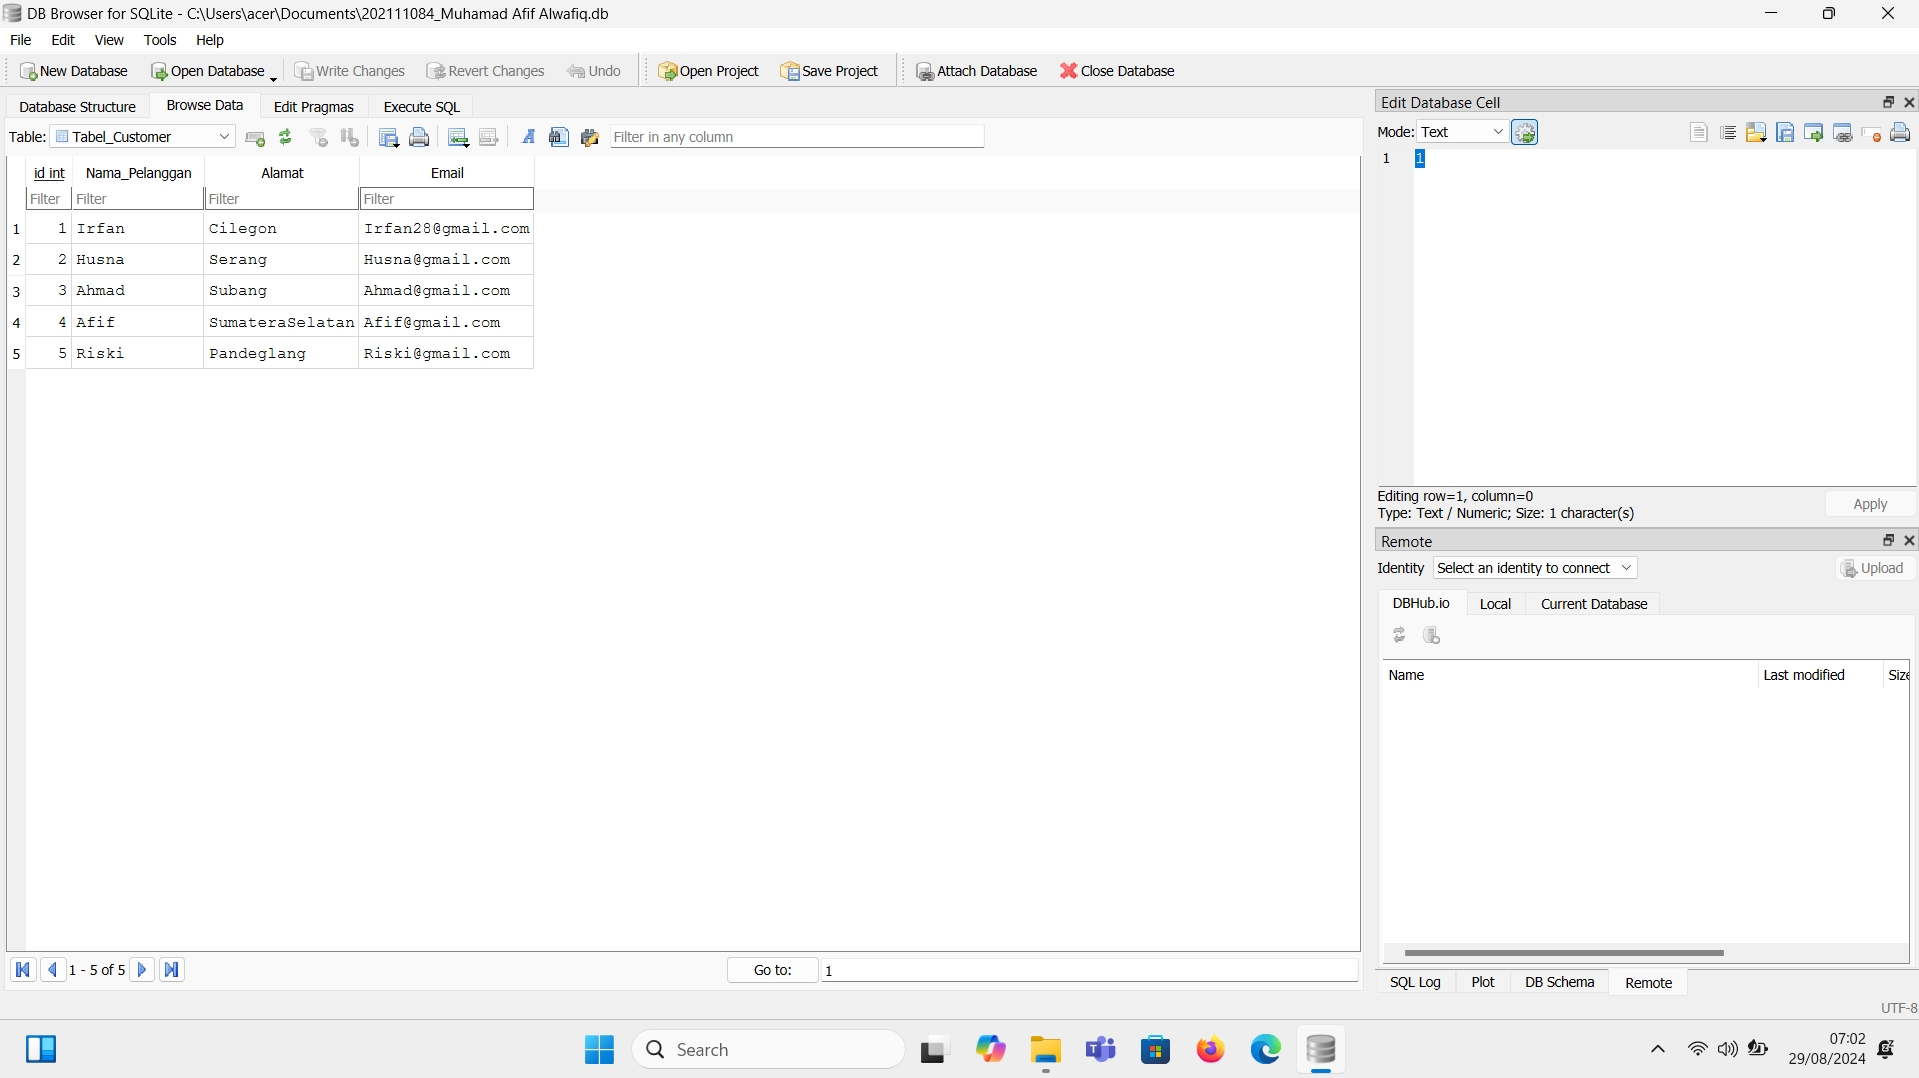 DB Browser for SQLite - C:\Users\acer\Documents\202111084_Muhamad Afif Alwafiq.db
File Edit View Tools Help
New Database Open Database Write Changes Revert Changes Undo Open Project Save Project Attach Database Close Database
Database Structure Browse Data Edit Pragmas Execute SQL
Table: Tabel_Customer Filter in any column
id int Nama_Pelanggan Alamat Email
Filter Filter Filter Filter
1 1 Irfan Cilegon Irfan28@gmail.com
2 2 Husna Serang Husna@gmail.com
3 3 Ahmad Subang Ahmad@gmail.com
4 4 Afif SumateraSelatan Afif@gmail.com
5 5 Riski Pandeglang Riski@gmail.com
1 - 5 of 5 Go to: 1
Edit Database Cell
Mode: Text
1 1
Editing row=1, column=0
Type: Text / Numeric; Size: 1 character(s)
Apply
Remote
Identity Select an identity to connect Upload
DBHub.io Local Current Database
Name Last modified Size
SQL Log Plot DB Schema Remote
UTF-8
Search
07:02
29/08/2024